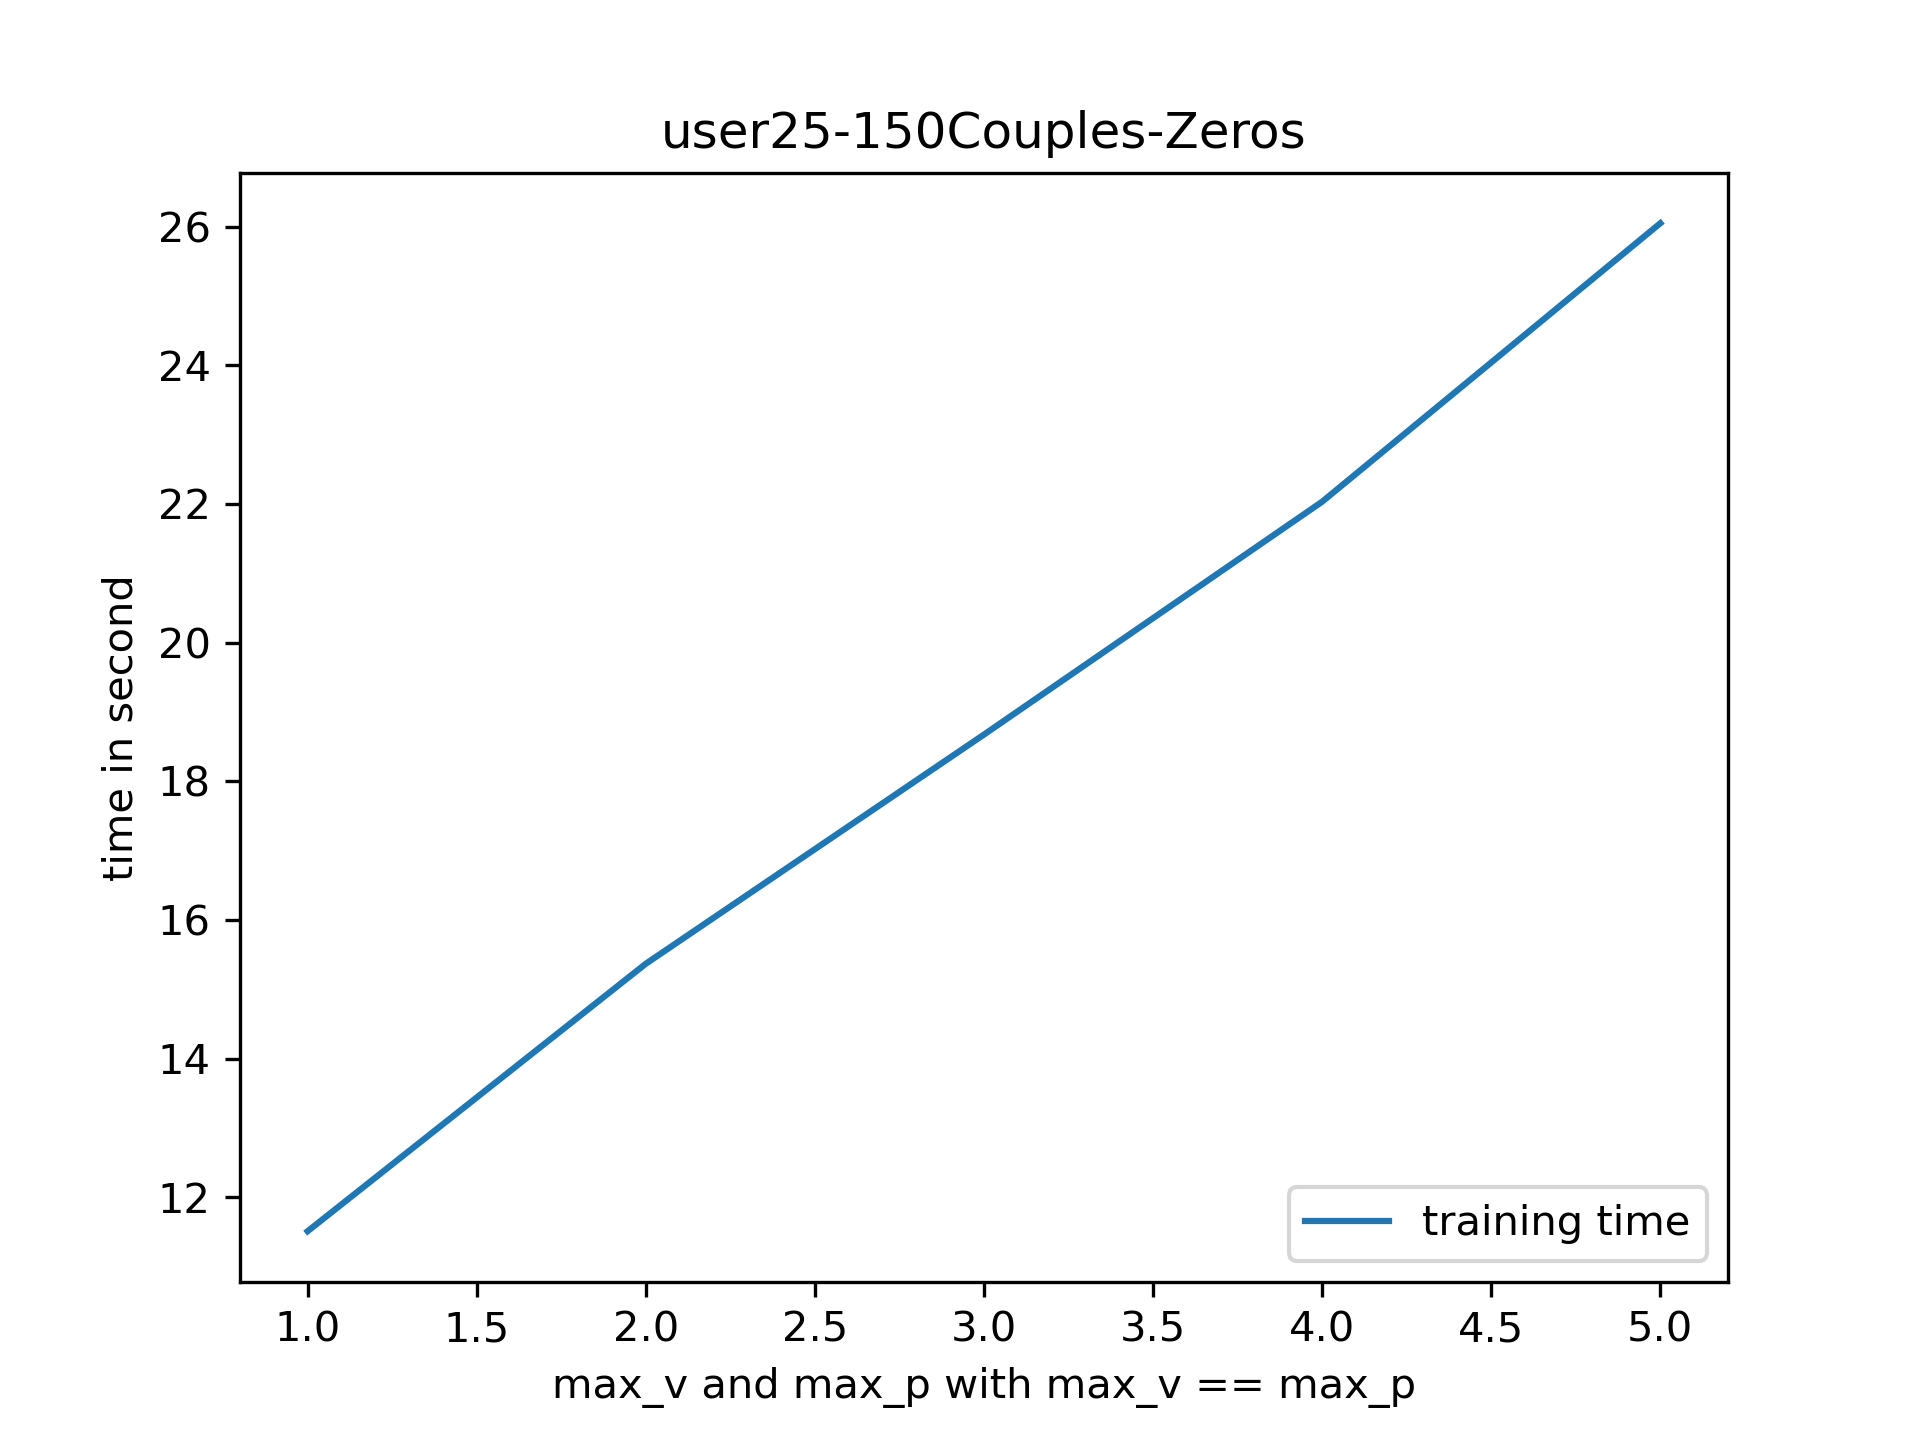 user25-150Couples-Zeros
26
24
22
20
18
16
14
12
time in second
training time
1.0 1.5 2.0 2.5 3.0 3.5 4.0 4.5 5.0
max_v and max_p with max_v == max_p